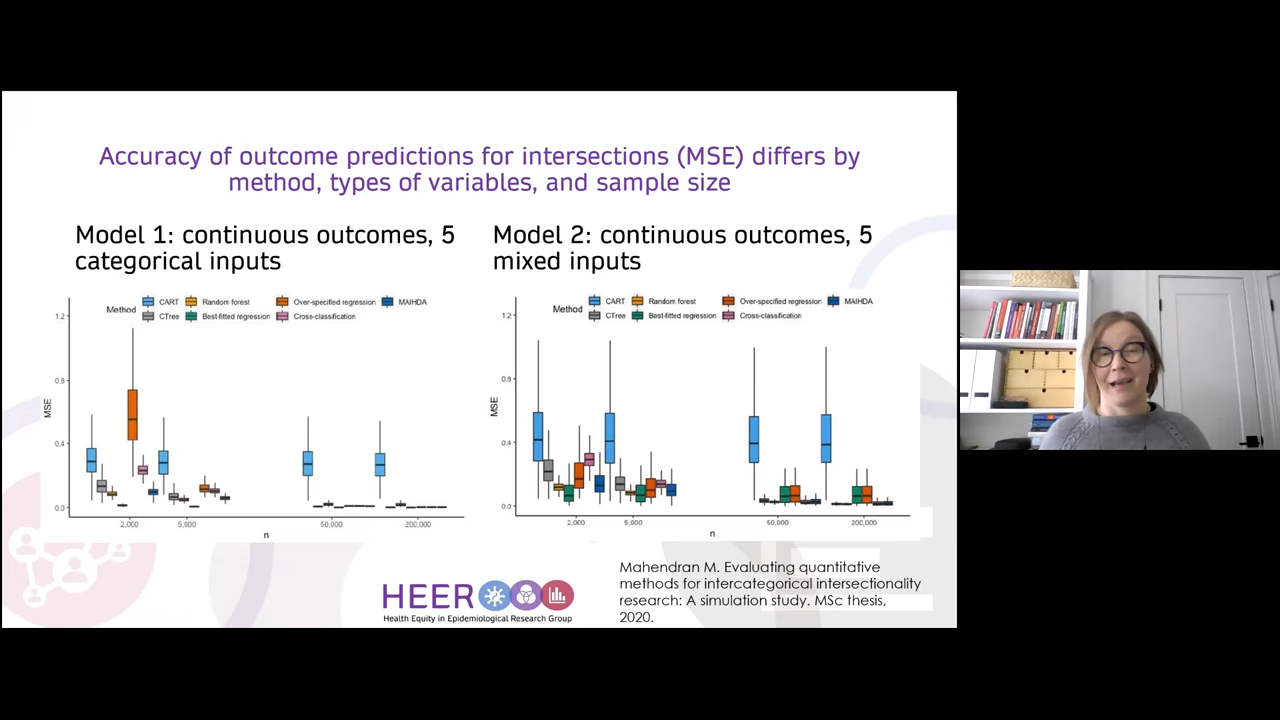 Accuracy of outcome predictions for intersections (MSE) differs by
method, types of variables, and sample size
Model 1: continuous outcomes, 5
categorical inputs
Method
CART
Random forest
Over-specified regression
MAIHDA
CTree
Best-fitted regression
Cross-classification
1.2
0.8
0.4
0.0
MSE
2,000
5,000
50,000
200,000
n
Model 2: continuous outcomes, 5
mixed inputs
Method
CART
Random forest
Over-specified regression
MAIHDA
CTree
Best-fitted regression
Cross-classification
1.2
0.8
0.4
0.0
MSE
2,000
5,000
50,000
200,000
n
HEER
Health Equity in Epidemiological Research Group
Mahendran M. Evaluating quantitative
methods for intercategorical intersectionality
research: A simulation study. MSc thesis,
2020.